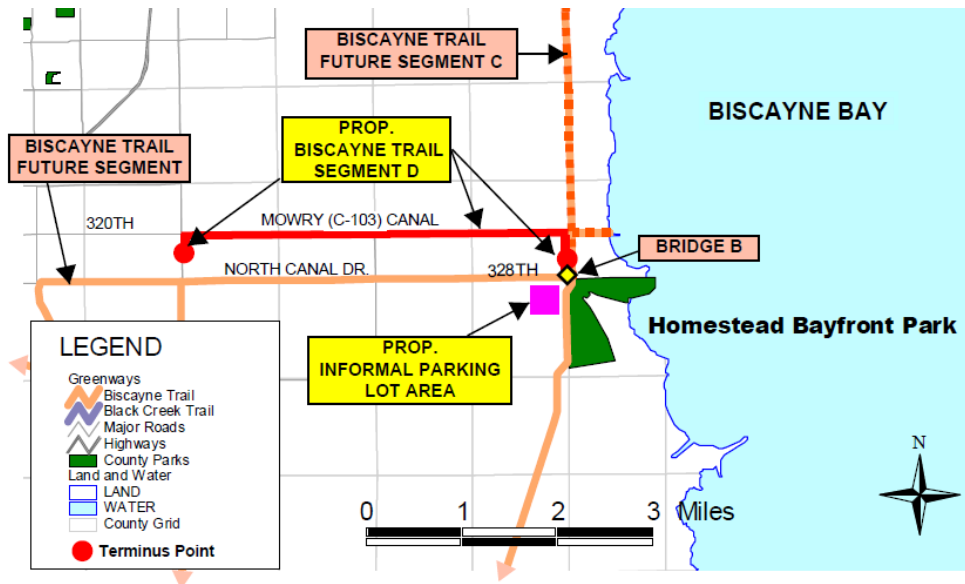 BISCAYNE TRAIL
FUTURE SEGMENT C
BISCAYNE BAY
PROP.
BISCAYNE TRAIL
SEGMENT D
BISCAYNE TRAIL
FUTURE SEGMENT
320TH
MOWRY (C-103) CANAL
BRIDGE B
NORTH CANAL DR.
328TH
Homestead Bayfront Park
PROP.
INFORMAL PARKING
LOT AREA
LEGEND
Greenways
Biscayne Trail
Black Creek Trail
Major Roads
Highways
County Parks
Land and Water
LAND
WATER
County Grid
Terminus Point
N
0 1 2 3 Miles